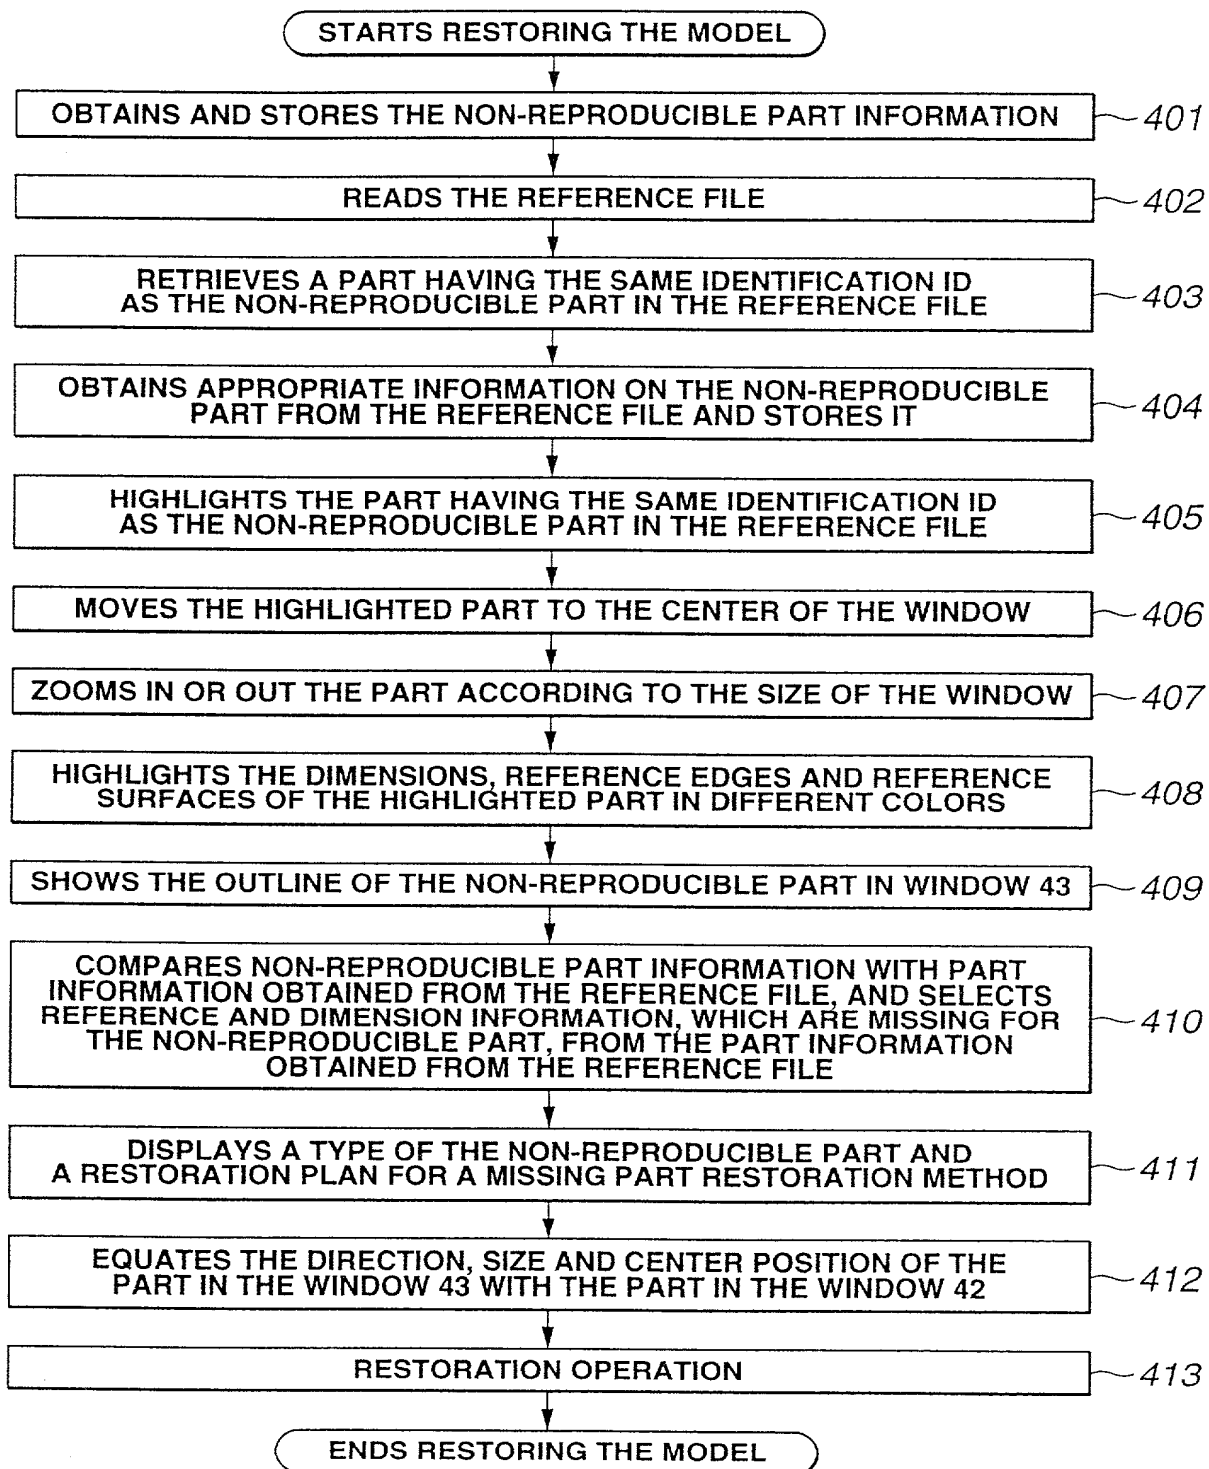 STARTS RESTORING THE MODEL
OBTAINS AND STORES THE NON-REPRODUCIBLE PART INFORMATION
401
READS THE REFERENCE FILE
402
RETRIEVES A PART HAVING THE SAME IDENTIFICATION ID
AS THE NON-REPRODUCIBLE PART IN THE REFERENCE FILE
403
OBTAINS APPROPRIATE INFORMATION ON THE NON-REPRODUCIBLE
PART FROM THE REFERENCE FILE AND STORES IT
404
HIGHLIGHTS THE PART HAVING THE SAME IDENTIFICATION ID
AS THE NON-REPRODUCIBLE PART IN THE REFERENCE FILE
405
MOVES THE HIGHLIGHTED PART TO THE CENTER OF THE WINDOW
406
ZOOMS IN OR OUT THE PART ACCORDING TO THE SIZE OF THE WINDOW
407
HIGHLIGHTS THE DIMENSIONS, REFERENCE EDGES AND REFERENCE
SURFACES OF THE HIGHLIGHTED PART IN DIFFERENT COLORS
408
SHOWS THE OUTLINE OF THE NON-REPRODUCIBLE PART IN WINDOW 43
409
COMPARES NON-REPRODUCIBLE PART INFORMATION WITH PART
INFORMATION OBTAINED FROM THE REFERENCE FILE, AND SELECTS
REFERENCE AND DIMENSION INFORMATION, WHICH ARE MISSING FOR
THE NON-REPRODUCIBLE PART, FROM THE PART INFORMATION
OBTAINED FROM THE REFERENCE FILE
410
DISPLAYS A TYPE OF THE NON-REPRODUCIBLE PART AND
A RESTORATION PLAN FOR A MISSING PART RESTORATION METHOD
411
EQUATES THE DIRECTION, SIZE AND CENTER POSITION OF THE
PART IN THE WINDOW 43 WITH THE PART IN THE WINDOW 42
412
RESTORATION OPERATION
413
ENDS RESTORING THE MODEL